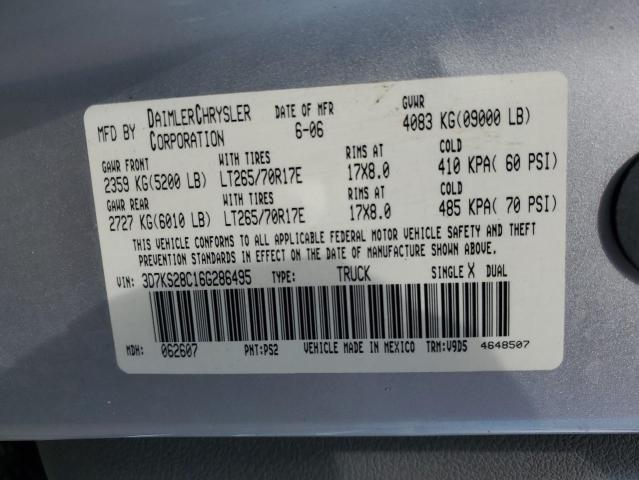 MFD BY DAIMLERCHRYSLER CORPORATION DATE OF MFR 6-06 GVWR 4083 KG(09000 LB)
GAWR FRONT WITH TIRES RIMS AT COLD
2359 KG(5200 LB) LT265/70R17E 17X8.0 410 KPA( 60 PSI)
GAWR REAR WITH TIRES RIMS AT COLD
2727 KG(6010 LB) LT265/70R17E 17X8.0 485 KPA( 70 PSI)
THIS VEHICLE CONFORMS TO ALL APPLICABLE FEDERAL MOTOR VEHICLE SAFETY AND THEFT
PREVENTION STANDARDS IN EFFECT ON THE DATE OF MANUFACTURE SHOWN ABOVE.
VIN: 3D7KS28C16G286495 TYPE: TRUCK SINGLE X DUAL
MDH: 062607 PNT:PS2 VEHICLE MADE IN MEXICO TRM:V9D5 4648507